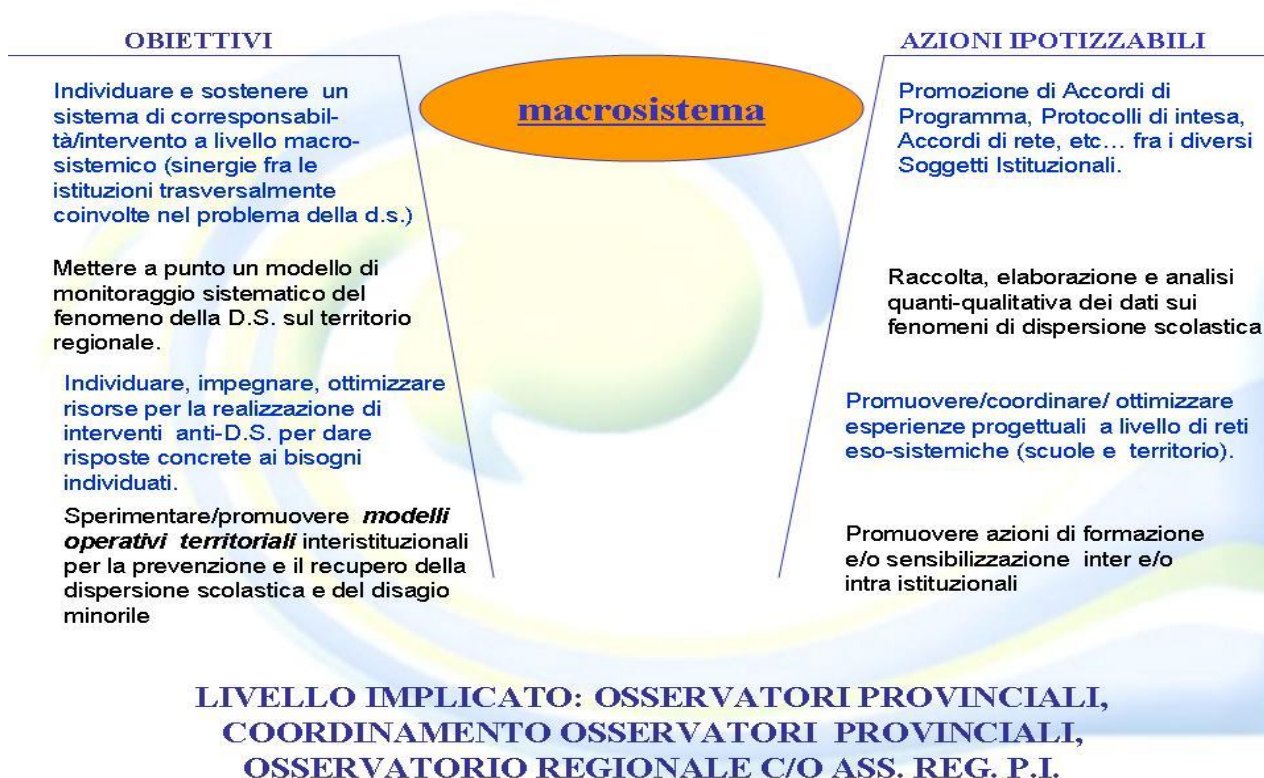 OBIETTIVI
Individuare e sostenere un
sistema di corresponsabil-
tà/intervento a livello macro-
sistemico (sinergie fra le
istituzioni trasversalmente
coinvolte nel problema della d.s.)
Mettere a punto un modello di
monitoraggio sistematico del
fenomeno della D.S. sul territorio
regionale.
Individuare, impegnare, ottimizzare
risorse per la realizzazione di
interventi anti-D.S. per dare
risposte concrete ai bisogni
individuati.
Sperimentare/promuovere modelli
operativi territoriali interistituzionali
per la prevenzione e il recupero della
dispersione scolastica e del disagio
minorile
macrosistema
AZIONI IPOTIZZABILI
Promozione di Accordi di
Programma, Protocolli di intesa,
Accordi di rete, etc... fra i diversi
Soggetti Istituzionali.
Raccolta, elaborazione e analisi
quanti-qualitativa dei dati sui
fenomeni di dispersione scolastica
Promuovere/coordinare/ ottimizzare
esperienze progettuali a livello di reti
eso-sistemiche (scuole e territorio).
Promuovere azioni di formazione
e/o sensibilizzazione inter e/o
intra istituzionali
LIVELLO IMPLICATO: OSSERVATORI PROVINCIALI,
COORDINAMENTO OSSERVATORI PROVINCIALI,
OSSERVATORIO REGIONALE C/O ASS. REG. P.I.